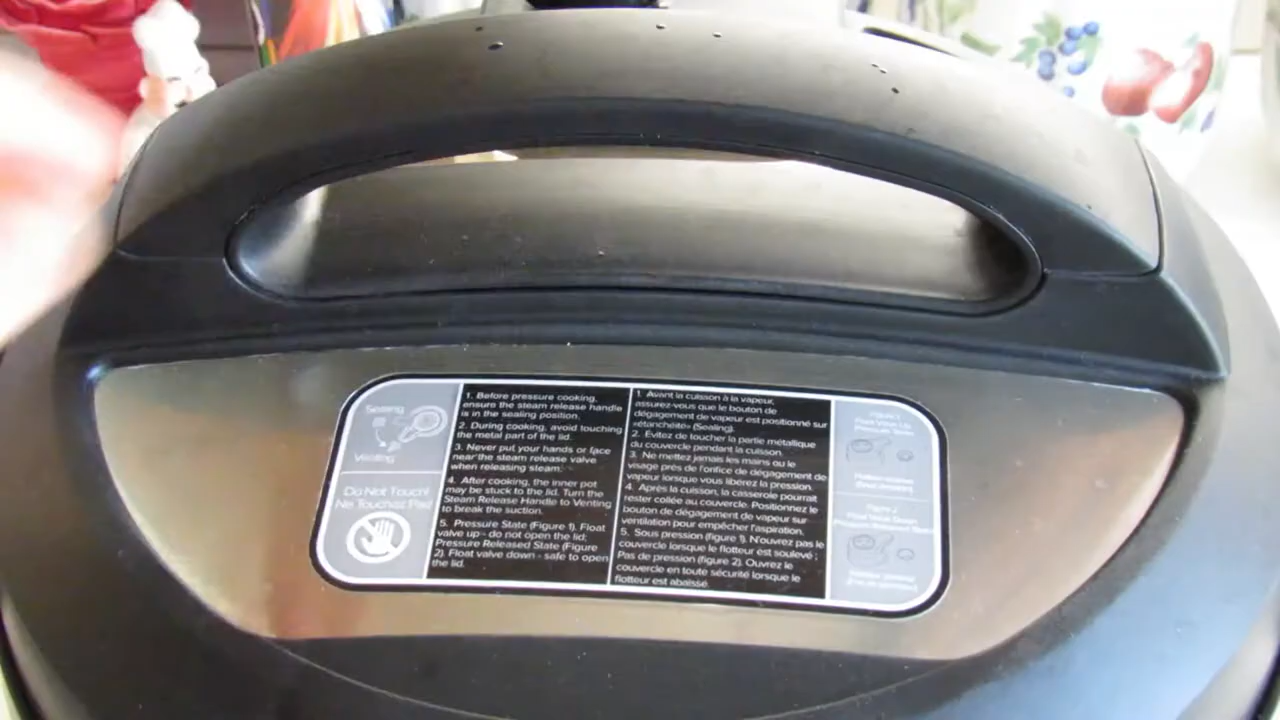 Sealing
Venting
Do Not Touch!
Ne Touchez Pas!
1. Before pressure cooking,
ensure the steam release handle
is in the sealing position.
2. During cooking, avoid touching
the metal part of the lid.
3. Never put your hands or face
near the steam release valve
when releasing steam.
4. After cooking, the inner pot
may be stuck to the lid. Turn the
Steam Release Handle to Venting
to break the suction.
5. Pressure State (Figure 1). Float
valve up - do not open the lid;
Pressure Released State (Figure
2). Float valve down - safe to open
the lid.
1. Avant la cuisson à la vapeur,
assurez-vous que le bouton de
dégagement de vapeur est positionné sur
«étanchéité» (Sealing).
2. Évitez de toucher la partie métallique
du couvercle pendant la cuisson.
3. Ne mettez jamais les mains ou le
visage près de l'orifice de dégagement de
vapeur lorsque vous libérez la pression.
4. Après la cuisson, la casserole pourrait
rester collée au couvercle. Positionnez le
bouton de dégagement de vapeur sur
ventilation pour empêcher l'aspiration.
5. Sous pression (figure 1). N'ouvrez pas le
couvercle lorsque le flotteur est soulevé ;
Pas de pression (figure 2). Ouvrez le
couvercle en toute sécurité lorsque le
flotteur est abaissé.
Figure 1
Float Valve Up
Pressure State
Figure 2
Float Valve Down